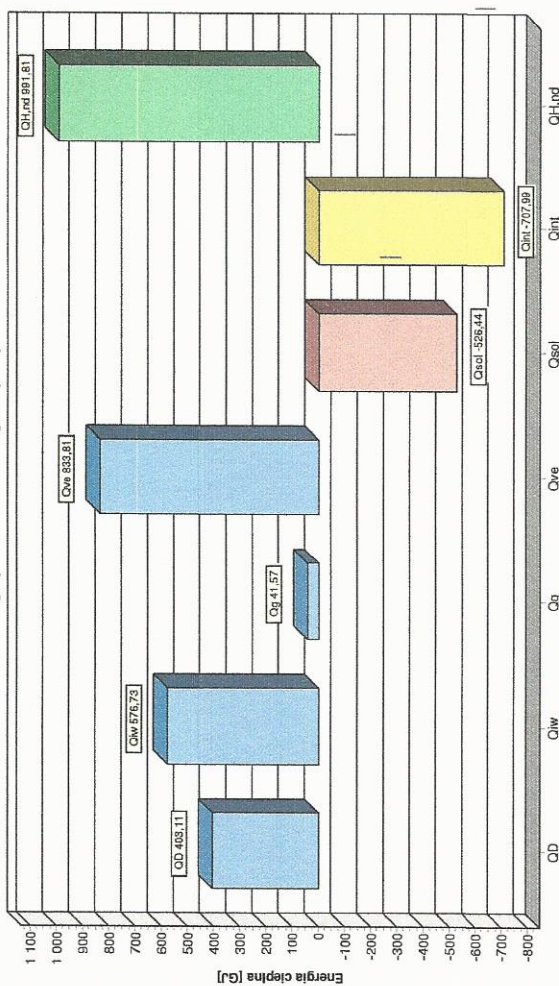 Energia cieplna [GJ]
1 100
1 000
900
800
700
600
500
400
300
200
100
0
-100
-200
-300
-400
-500
-600
-700
-800
QD 403,11
Qiw 576,73
Qg 41,57
Qve 833,81
Qsol -526,44
Qint -707,99
QH,nd 991,81
QD
Qiw
Qg
Qve
Qsol
Qint
QH,nd